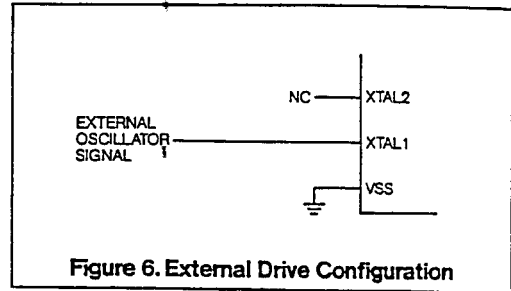 NC
XTAL2
EXTERNAL
OSCILLATOR
SIGNAL
XTAL1
VSS
Figure 6. External Drive Configuration